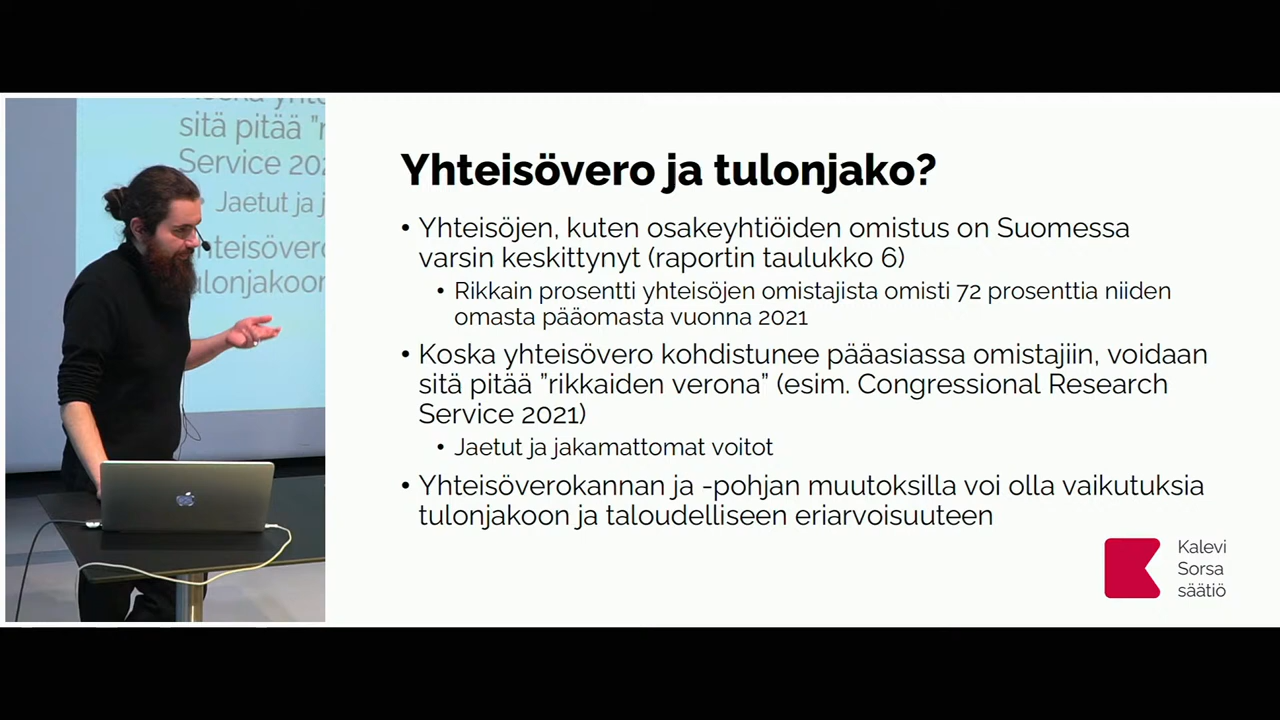 sitä pitää "r
Service 202
Jaetut ja j
nteisövero
ulonjakoon
Yhteisövero ja tulonjako?
• Yhteisöjen, kuten osakeyhtiöiden omistus on Suomessa
varsin keskittynyt (raportin taulukko 6)
• Rikkain prosentti yhteisöjen omistajista omisti 72 prosenttia niiden
omasta pääomasta vuonna 2021
• Koska yhteisövero kohdistunee pääasiassa omistajiin, voidaan
sitä pitää ”rikkaiden verona” (esim. Congressional Research
Service 2021)
• Jaetut ja jakamattomat voitot
• Yhteisöverokannan ja -pohjan muutoksilla voi olla vaikutuksia
tulonjakoon ja taloudelliseen eriarvoisuuteen
Kalevi
Sorsa
säätiö